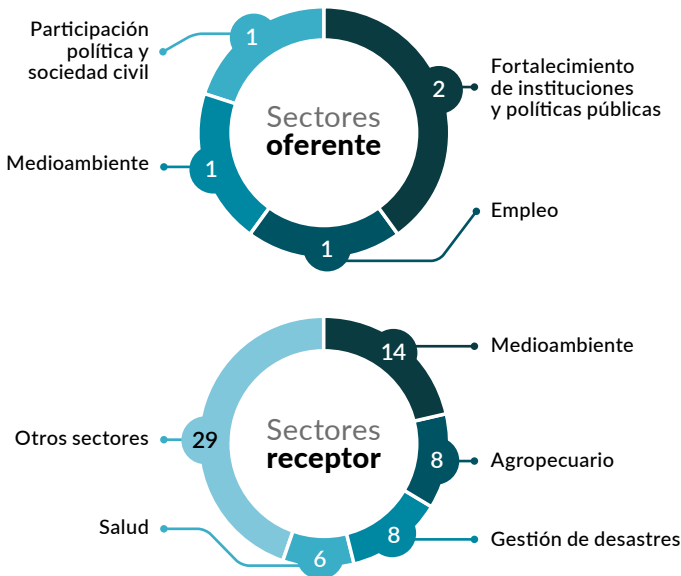 Participación
política y
sociedad civil
1
2
Fortalecimiento
de instituciones
y políticas públicas
Sectores
oferente
Medioambiente
1
Empleo
1
14
Medioambiente
Otros sectores
29
Sectores
receptor
8
Agropecuario
Salud
6
8
Gestión de desastres